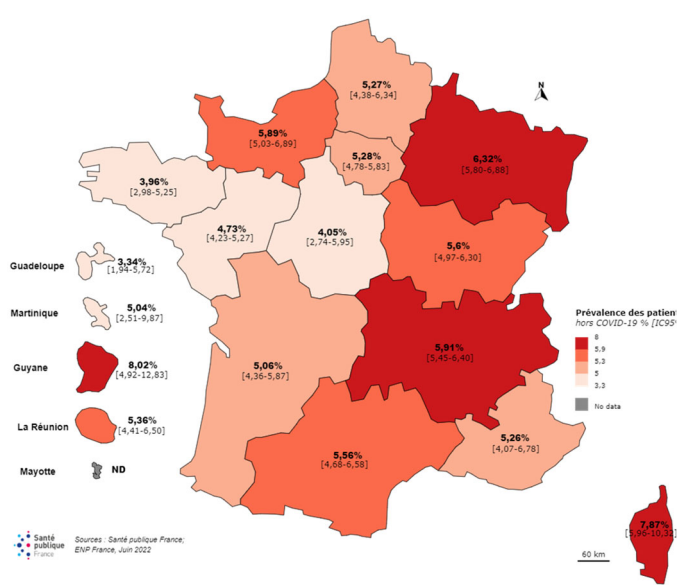 5,27%
[4,38-6,34]
N
5,89%
[5,03-6,89]
5,28%
[4,78-5,83]
6,32%
[5,80-6,88]
3,96%
[2,98-5,25]
4,73%
[4,23-5,27]
4,05%
[2,74-5,95]
5,6%
[4,97-6,30]
Guadeloupe
3,34%
[1,94-5,72]
Martinique
5,04%
[2,51-9,87]
Guyane
8,02%
[4,92-12,83]
La Réunion
5,36%
[4,41-6,50]
Mayotte
ND
5,06%
[4,36-5,87]
5,91%
[5,45-6,40]
5,56%
[4,68-6,58]
5,26%
[4,07-6,78]
Prévalence des patien
hors COVID-19 % [IC95
8
5,9
5,3
5
3,3
No data
7,87%
[5,96-10,32]
60 km
Santé
publique
France
Sources : Santé publique France;
ENP France, Juin 2022